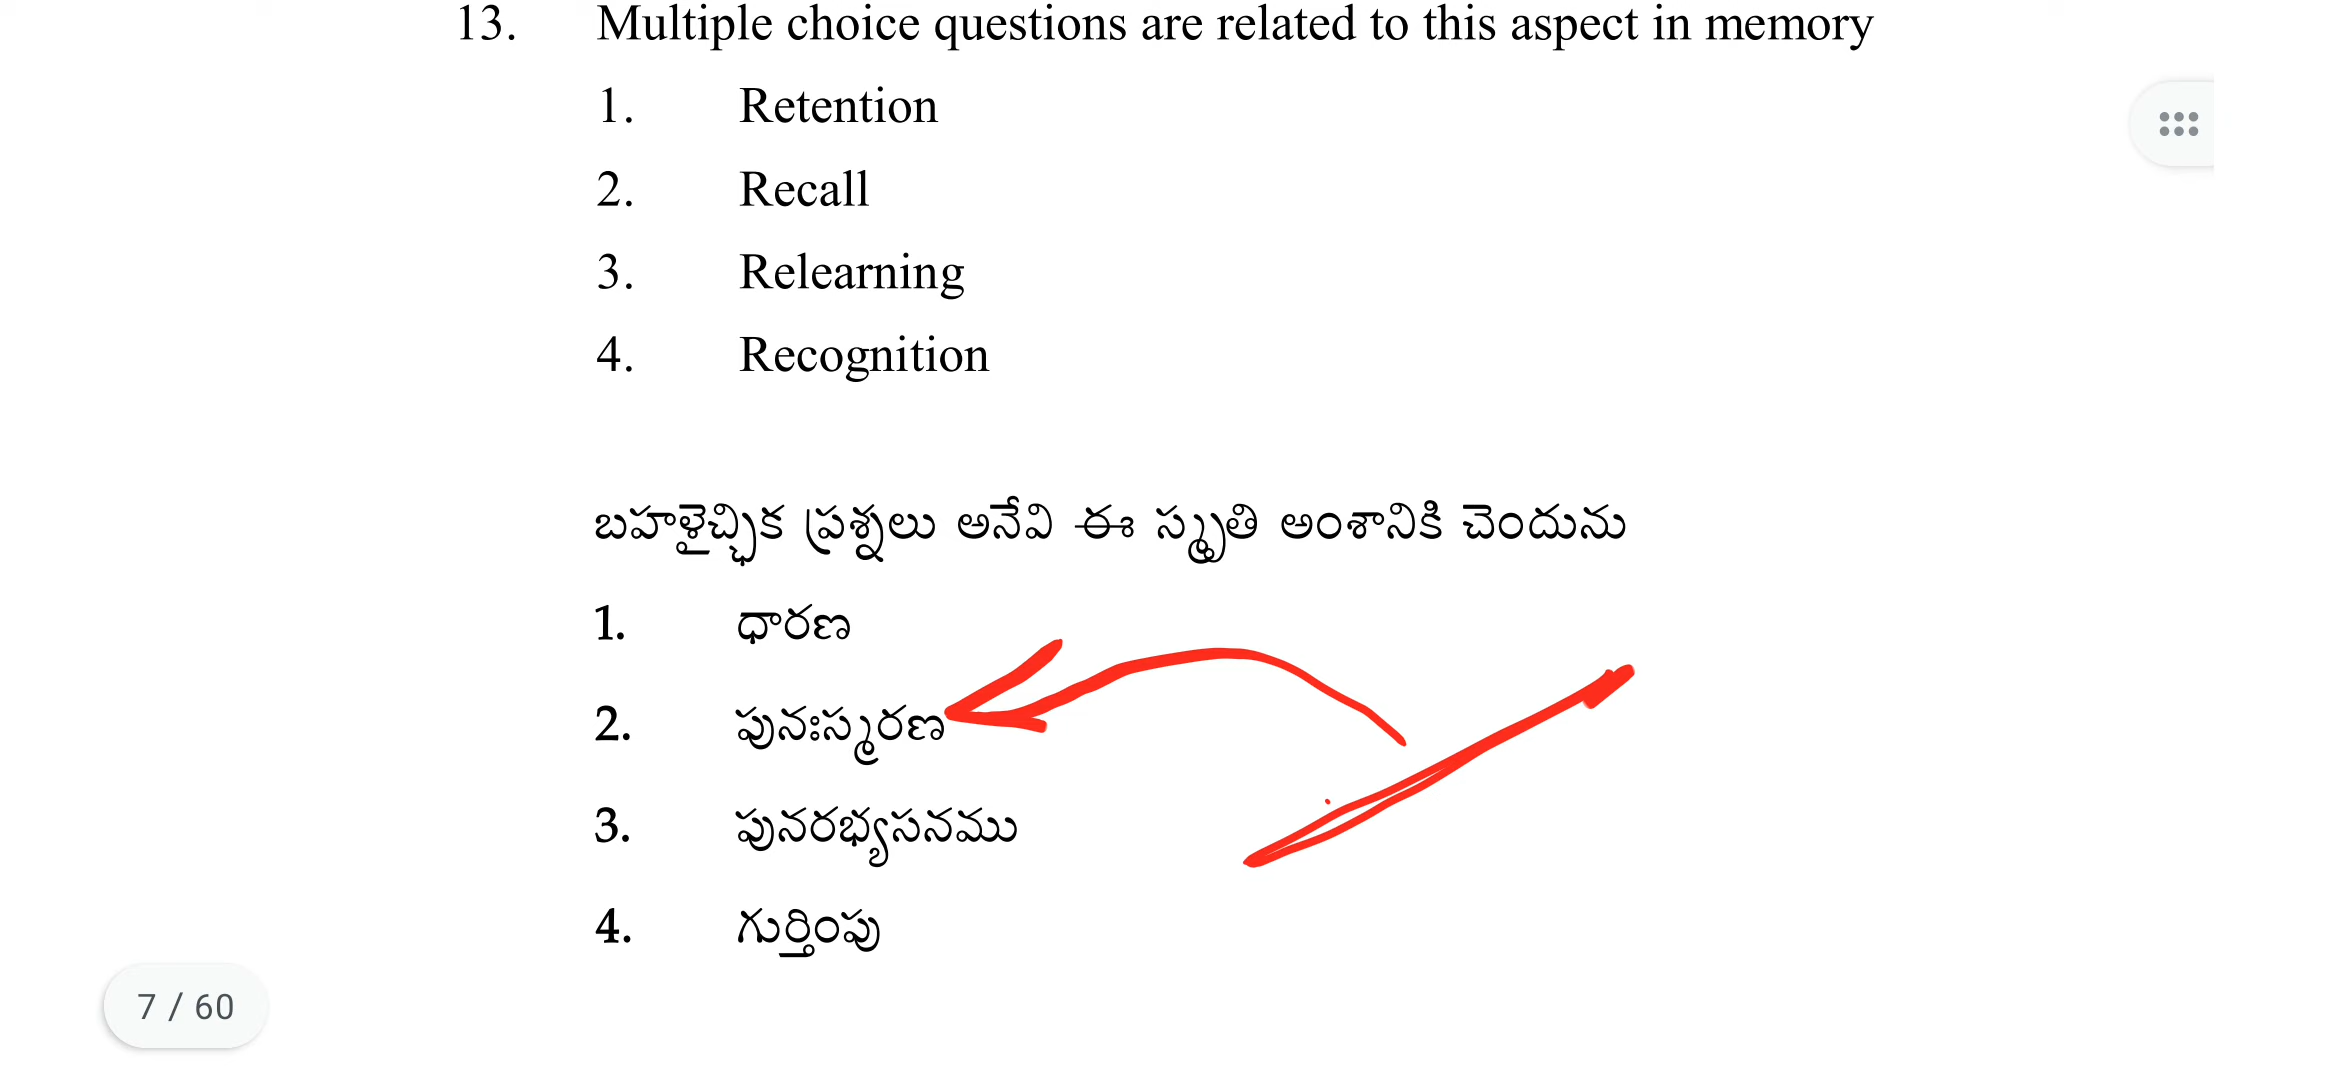 13. Multiple choice questions are related to this aspect in memory
1. Retention
2. Recall
3. Relearning
4. Recognition
బహళైచ్ఛిక ప్రశ్నలు అనేవి ఈ స్మృతి అంశానికి చెందును
1. ధారణ
2. పునఃస్మరణ
3. పునరభ్యసనము
4. గుర్తింపు
7 / 60